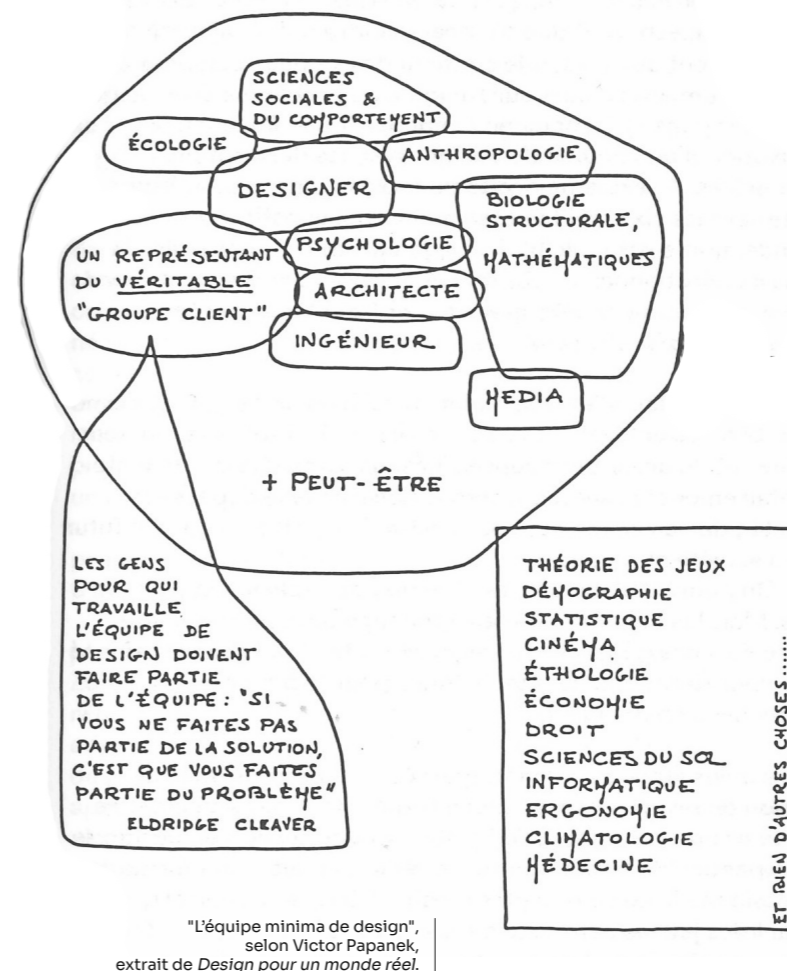 SCIENCES
SOCIALES &
DU COMPORTEMENT
ÉCOLOGIE
ANTHROPOLOGIE
DESIGNER
BIOLOGIE
STRUCTURALE,
MATHÉMATIQUES
PSYCHOLOGIE
UN REPRÉSENTANT
DU VÉRITABLE
"GROUPE CLIENT"
ARCHITECTE
INGÉNIEUR
MEDIA
+ PEUT-ÊTRE
LES GENS
POUR QUI
TRAVAILLE
L'ÉQUIPE DE
DESIGN DOIVENT
FAIRE PARTIE
DE L'ÉQUIPE : "SI
VOUS NE FAITES PAS
PARTIE DE LA SOLUTION,
C'EST QUE VOUS FAITES
PARTIE DU PROBLÈME"
ELDRIDGE CLEAVER
THÉORIE DES JEUX
DÉMOGRAPHIE
STATISTIQUE
CINÉMA
ÉTHOLOGIE
ÉCONOMIE
DROIT
SCIENCES DU SOL
INFORMATIQUE
ERGONOMIE
CLIMATOLOGIE
MÉDECINE
ET BIEN D'AUTRES CHOSES........
"L'équipe minima de design",
selon Victor Papanek,
extrait de Design pour un monde réel.